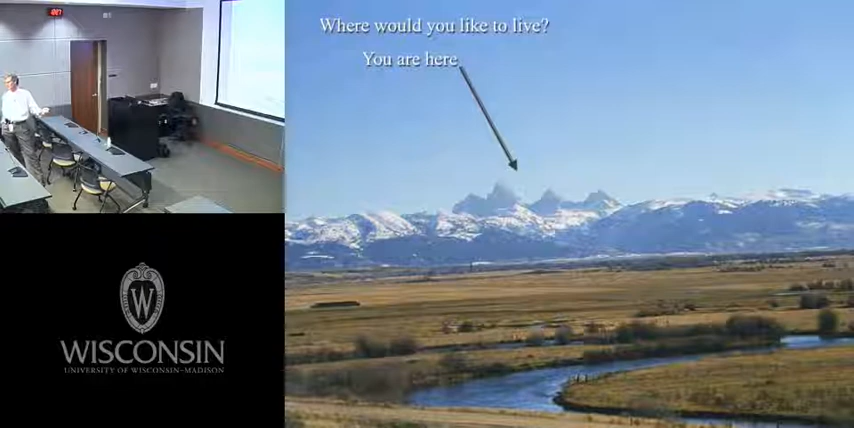 Where would you like to live?
You are here
W
WISCONSIN
UNIVERSITY OF WISCONSIN–MADISON